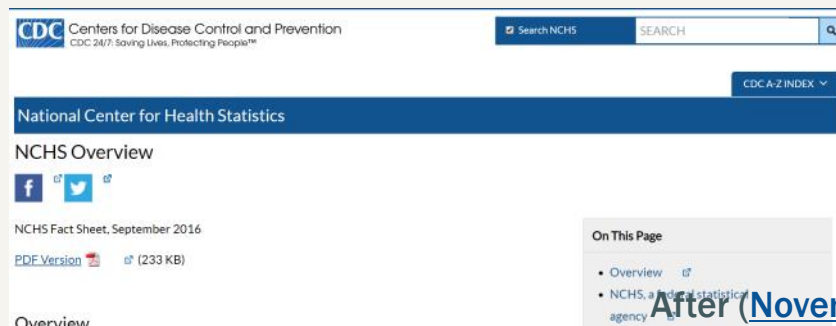 CDC Centers for Disease Control and Prevention
CDC 24/7: Saving Lives, Protecting People™
Search NCHS
SEARCH
CDC A-Z INDEX
National Center for Health Statistics
NCHS Overview
NCHS Fact Sheet, September 2016
PDF Version (233 KB)
On This Page
• Overview
• NCHS, a federal statistical
agency
After (Nover
Overview